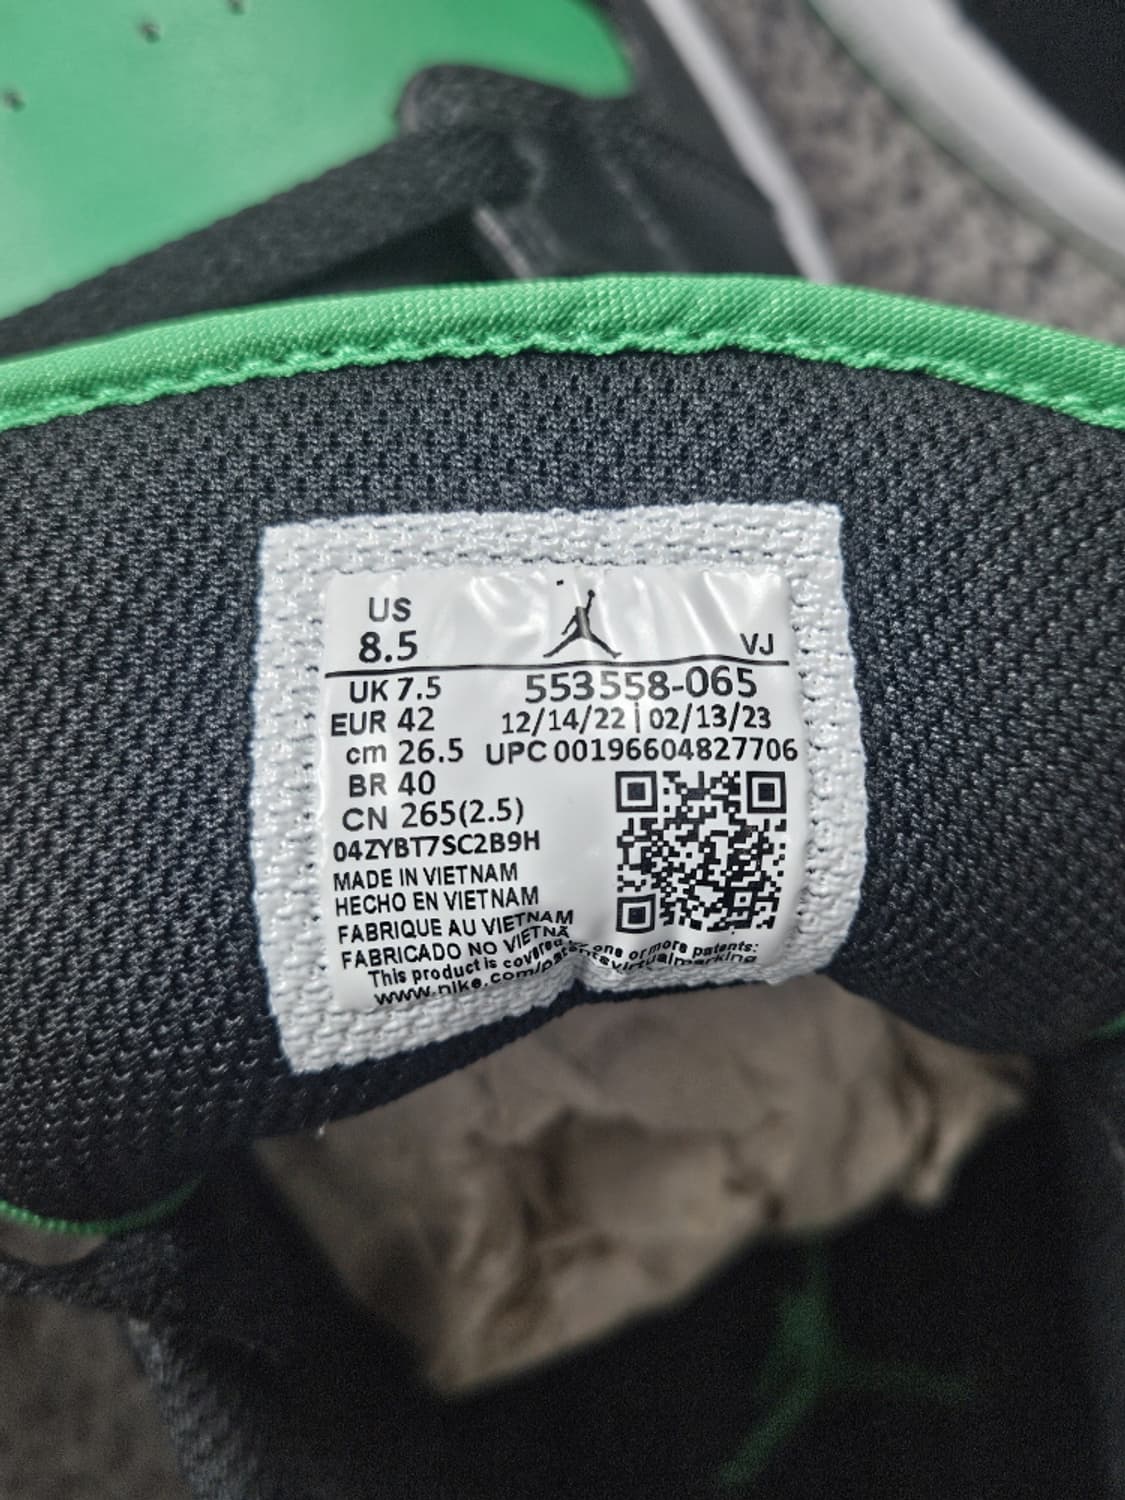 US
8.5
VJ
UK 7.5
553558-065
EUR 42
12/14/22 | 02/13/23
cm 26.5
UPC 00196604827706
BR 40
CN 265(2.5)
04ZYBT7SC2B9H
MADE IN VIETNAM
HECHO EN VIETNAM
FABRIQUE AU VIETNAM
FABRICADO NO VIETNÃ
This product is covered one or more patents:
www.nike.com/patentsvirtualmarking